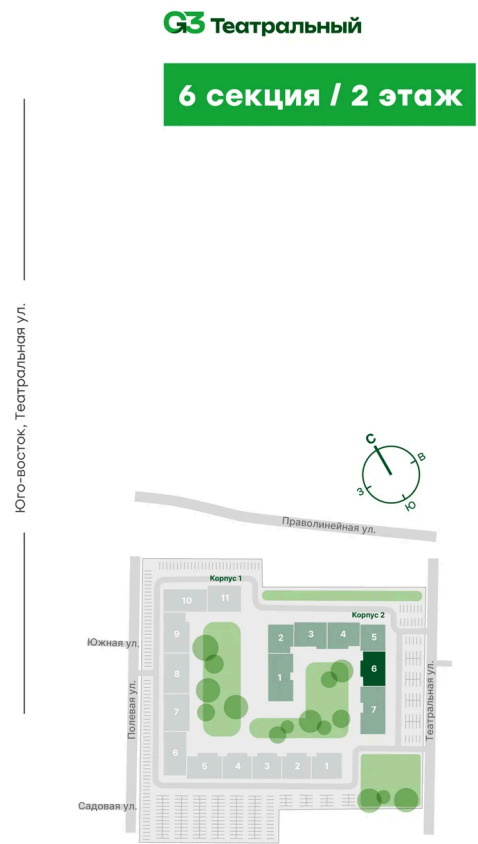 G3 Театральный
6 секция / 2 этаж
Юго-восток, Театральная ул.
С
В
З
Ю
Праволинейная ул.
Корпус 1
10
11
Корпус 2
9
2
3
4
5
Южная ул.
8
1
6
7
7
Полевая ул.
Театральная ул.
6
5
4
3
2
1
Садовая ул.